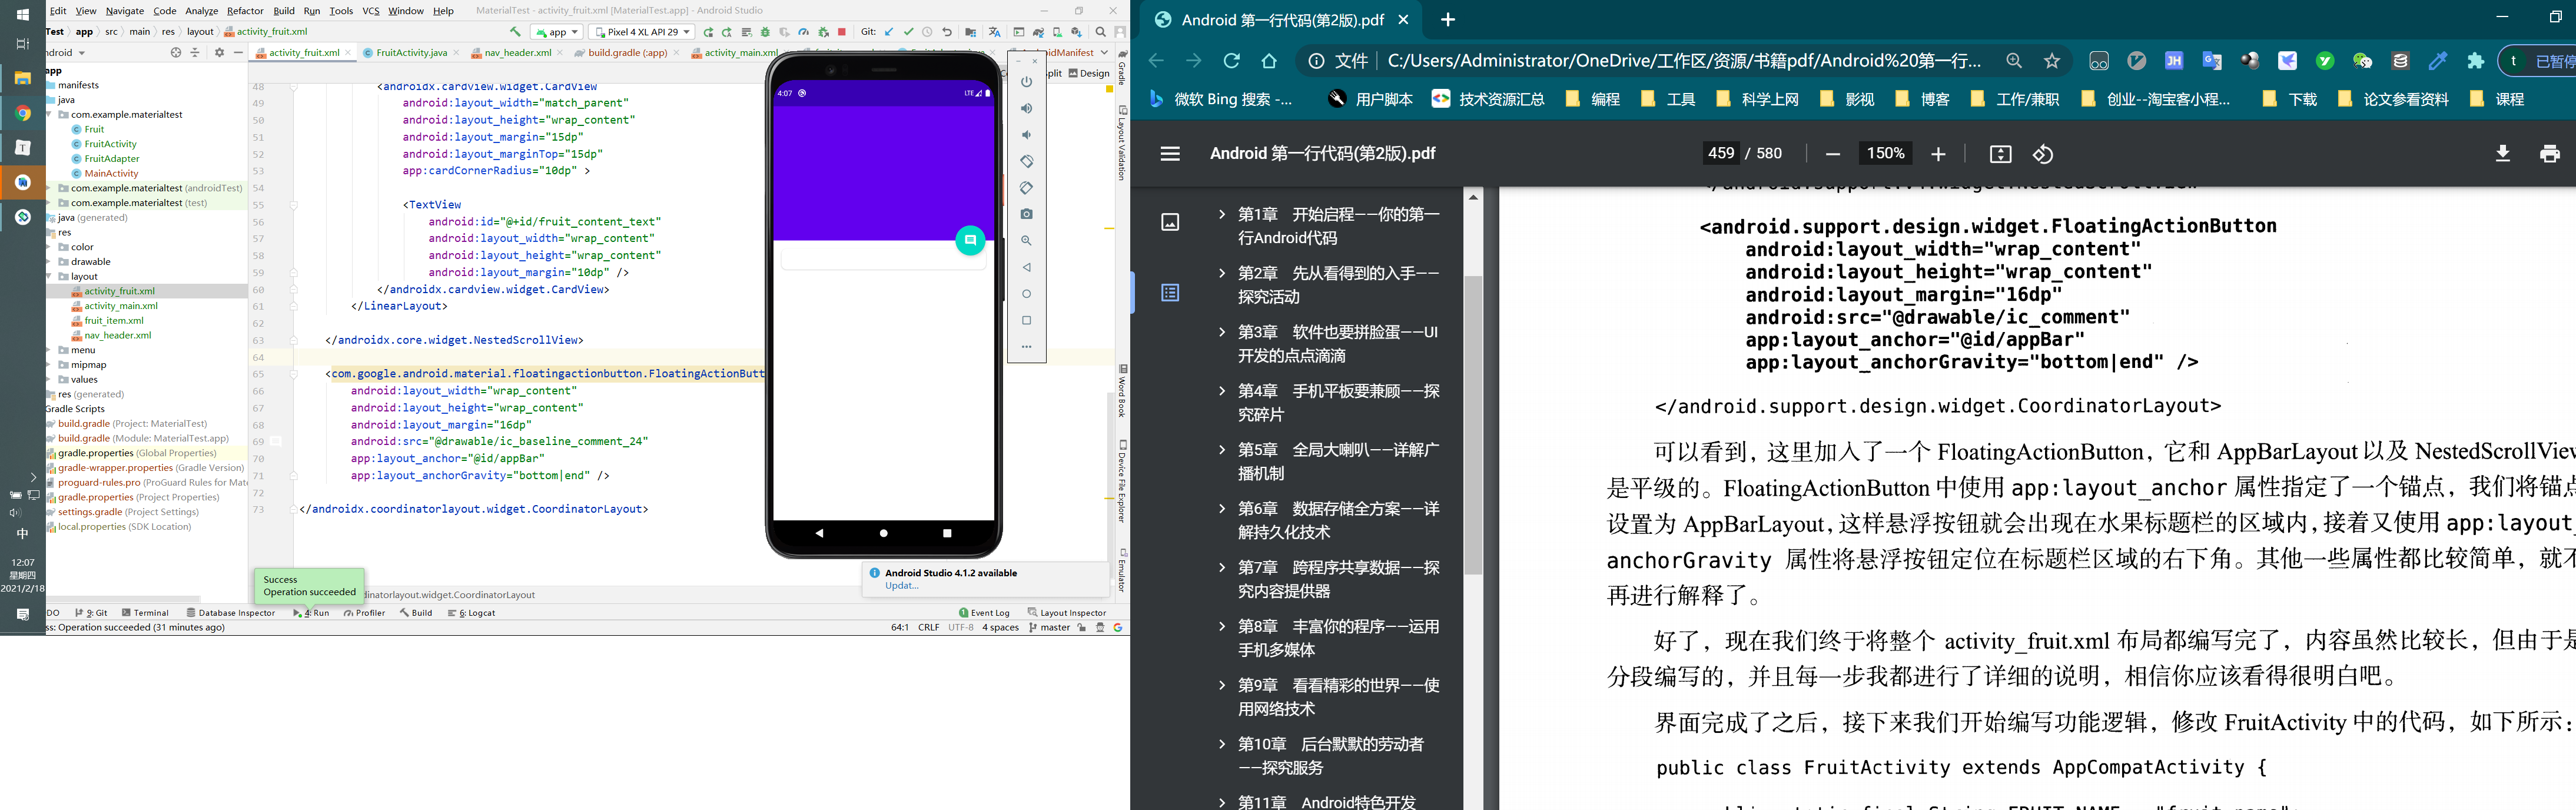 Edit View Navigate Code Analyze Refactor Build Run Tools VCS Window Help MaterialTest - activity_fruit.xml [MaterialTest.app] - Android Studio
Test app src main res layout activity_fruit.xml
app Pixel 4 XL API 29 Git:
activity_fruit.xml FruitActivity.java nav_header.xml build.gradle (:app) activity_main.xml
Design
app
manifests
java
com.example.materialtest
Fruit
FruitActivity
FruitAdapter
MainActivity
com.example.materialtest (androidTest)
com.example.materialtest (test)
java (generated)
res
color
drawable
layout
activity_fruit.xml
activity_main.xml
fruit_item.xml
nav_header.xml
menu
mipmap
values
res (generated)
Gradle Scripts
build.gradle (Project: MaterialTest)
build.gradle (Module: MaterialTest.app)
gradle.properties (Global Properties)
gradle-wrapper.properties (Gradle Version)
proguard-rules.pro (ProGuard Rules for Mate
gradle.properties (Project Properties)
settings.gradle (Project Settings)
local.properties (SDK Location)
48 <androidx.cardview.widget.CardView
49 android:layout_width="match_parent"
50 android:layout_height="wrap_content"
51 android:layout_margin="15dp"
52 android:layout_marginTop="15dp"
53 app:cardCornerRadius="10dp" >
54
55 <TextView
56 android:id="@+id/fruit_content_text"
57 android:layout_width="wrap_content"
58 android:layout_height="wrap_content"
59 android:layout_margin="10dp" />
60 </androidx.cardview.widget.CardView>
61 </LinearLayout>
62
63 </androidx.core.widget.NestedScrollView>
64
65 <com.google.android.material.floatingactionbutton.FloatingActionButt
66 android:layout_width="wrap_content"
67 android:layout_height="wrap_content"
68 android:layout_margin="16dp"
69 android:src="@drawable/ic_baseline_comment_24"
70 app:layout_anchor="@id/appBar"
71 app:layout_anchorGravity="bottom|end" />
72
73 </androidx.coordinatorlayout.widget.CoordinatorLayout>
4:07 LTE
Gradle
Layout Validation
Word Book
Device File Explorer
Emulator
Success
Operation succeeded
dinatorlayout.widget.CoordinatorLayout
Android Studio 4.1.2 available
Updat...
DO 9: Git Terminal Database Inspector 4: Run Profiler Build 6: Logcat Event Log Layout Inspector
ss: Operation succeeded (31 minutes ago) 64:1 CRLF UTF-8 4 spaces master
中
12:07
星期四
2021/2/18
Android 第一行代码(第2版).pdf
文件 C:/Users/Administrator/OneDrive/工作区/资源/书籍pdf/Android%20第一行... 已暂停
微软 Bing 搜索 -... 用户脚本 技术资源汇总 编程 工具 科学上网 影视 博客 工作/兼职 创业--淘宝客小程... 下载 论文参看资料 课程
Android 第一行代码(第2版).pdf 459 / 580 150%
第1章 开始启程——你的第一
行Android代码
第2章 先从看得到的入手——
探究活动
第3章 软件也要拼脸蛋——UI
开发的点点滴滴
第4章 手机平板要兼顾——探
究碎片
第5章 全局大喇叭——详解广
播机制
第6章 数据存储全方案——详
解持久化技术
第7章 跨程序共享数据——探
究内容提供器
第8章 丰富你的程序——运用
手机多媒体
第9章 看看精彩的世界——使
用网络技术
第10章 后台默默的劳动者
——探究服务
第11章 Android特色开发
<android.support.design.widget.FloatingActionButton
android:layout_width="wrap_content"
android:layout_height="wrap_content"
android:layout_margin="16dp"
android:src="@drawable/ic_comment"
app:layout_anchor="@id/appBar"
app:layout_anchorGravity="bottom|end" />
</android.support.design.widget.CoordinatorLayout>
可以看到，这里加入了一个 FloatingActionButton，它和 AppBarLayout 以及 NestedScrollView
是平级的。FloatingActionButton 中使用 app:layout_anchor 属性指定了一个锚点，我们将锚点
设置为 AppBarLayout，这样悬浮按钮就会出现在水果标题栏的区域内，接着又使用 app:layout_
anchorGravity 属性将悬浮按钮定位在标题栏区域的右下角。其他一些属性都比较简单，就不
再进行解释了。
好了，现在我们终于将整个 activity_fruit.xml 布局都编写完了，内容虽然比较长，但由于是
分段编写的，并且每一步我都进行了详细的说明，相信你应该看得很明白吧。
界面完成了之后，接下来我们开始编写功能逻辑，修改 FruitActivity 中的代码，如下所示：
public class FruitActivity extends AppCompatActivity {